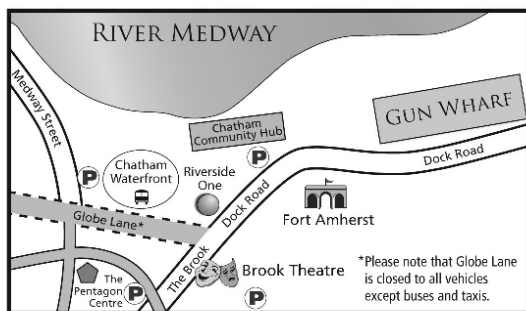 RIVER MEDWAY
Medway Street
GUN WHARF
Chatham
Community Hub
P
Dock Road
P
Chatham
Waterfront
Riverside
One
Dock Road
Fort Amherst
Globe Lane*
The Brook
Brook Theatre
The
Pentagon
Centre
P
P
*Please note that Globe Lane
is closed to all vehicles
except buses and taxis.